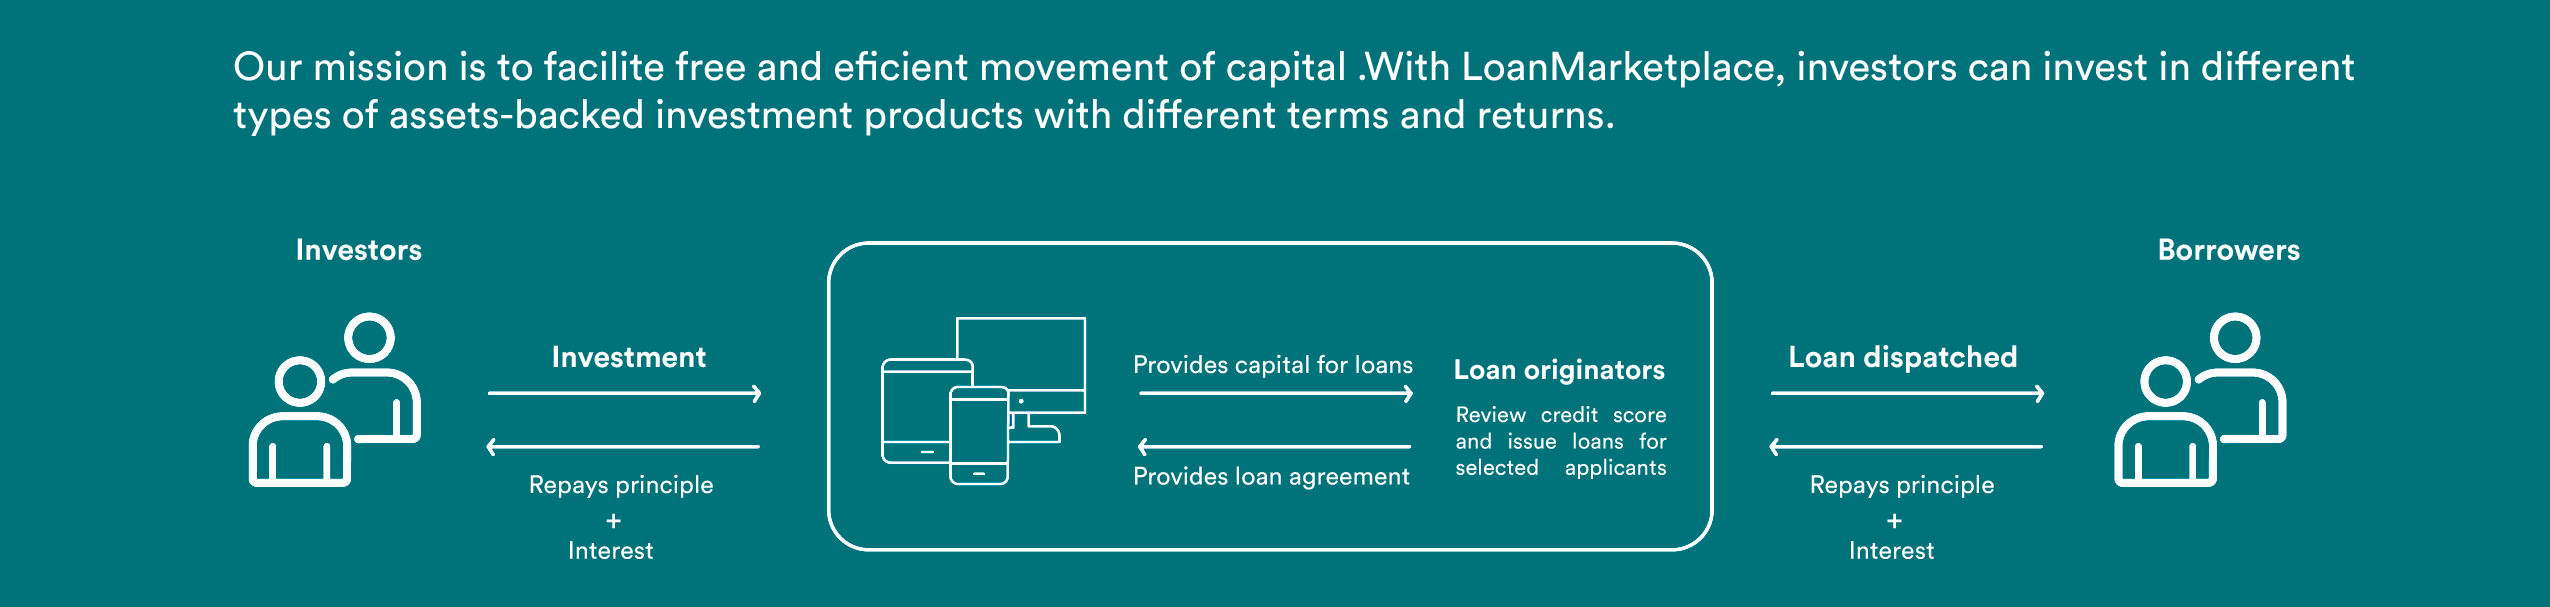 Our mission is to facilite free and eficient movement of capital .With LoanMarketplace, investors can invest in different
types of assets-backed investment products with different terms and returns.
Investors
Investment
Repays principle
+
Interest
Provides capital for loans
Provides loan agreement
Loan originators
Review credit score
and issue loans for
selected applicants
Loan dispatched
Repays principle
+
Interest
Borrowers